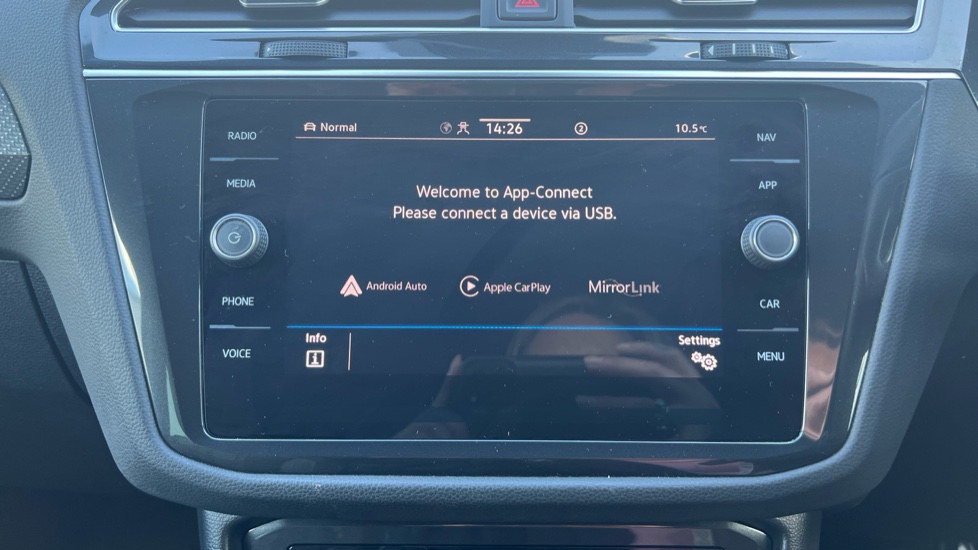 RADIO
MEDIA
PHONE
VOICE
Normal 14:26 2 10.5°C
Welcome to App-Connect
Please connect a device via USB.
Android Auto Apple CarPlay MirrorLink
Info Settings
NAV
APP
CAR
MENU